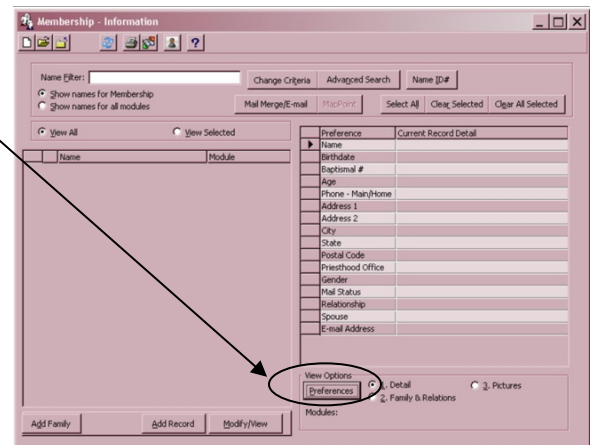 Membership - Information
Name Filter:
Change Criteria Advanced Search Name ID#
Show names for Membership
Show names for all modules
Mail Merge/E-mail MapPoint Select All Clear Selected Clear All Selected
View All View Selected
Name Module
Preference Current Record Detail
Name
Birthdate
Baptismal #
Age
Phone - Main/Home
Address 1
Address 2
City
State
Postal Code
Priesthood Office
Gender
Mail Status
Relationship
Spouse
E-mail Address
View Options
Preferences 1. Detail 3. Pictures
2. Family & Relations
Modules:
Add Family Add Record Modify/View